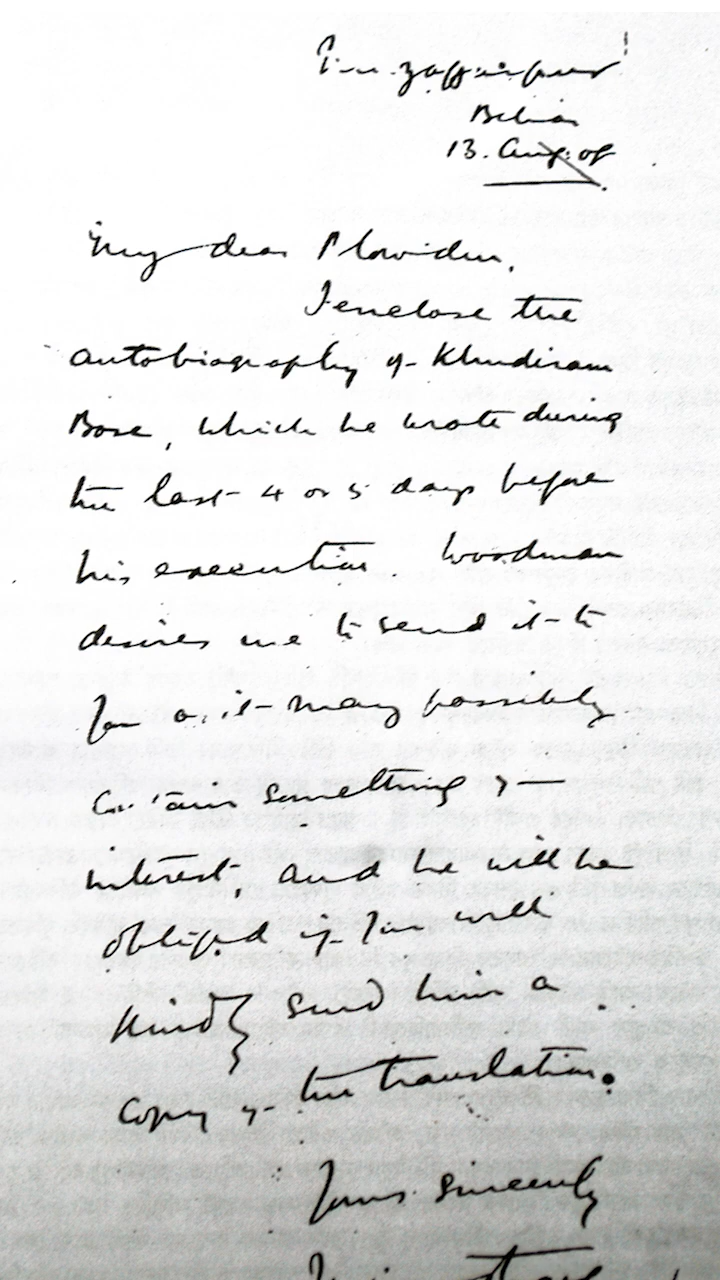 Muzaffarpur
Behar
13. Aug. 08
My dear Plowden,
I enclose the
autobiography of Khudiram
Bose, which he wrote during
the last 4 or 5 days before
his execution. Woodman
desires me to send it to
you as it may possibly
contain something of
interest, and he will be
obliged if you will
kindly send him a
copy of the translation.
Yours sincerely